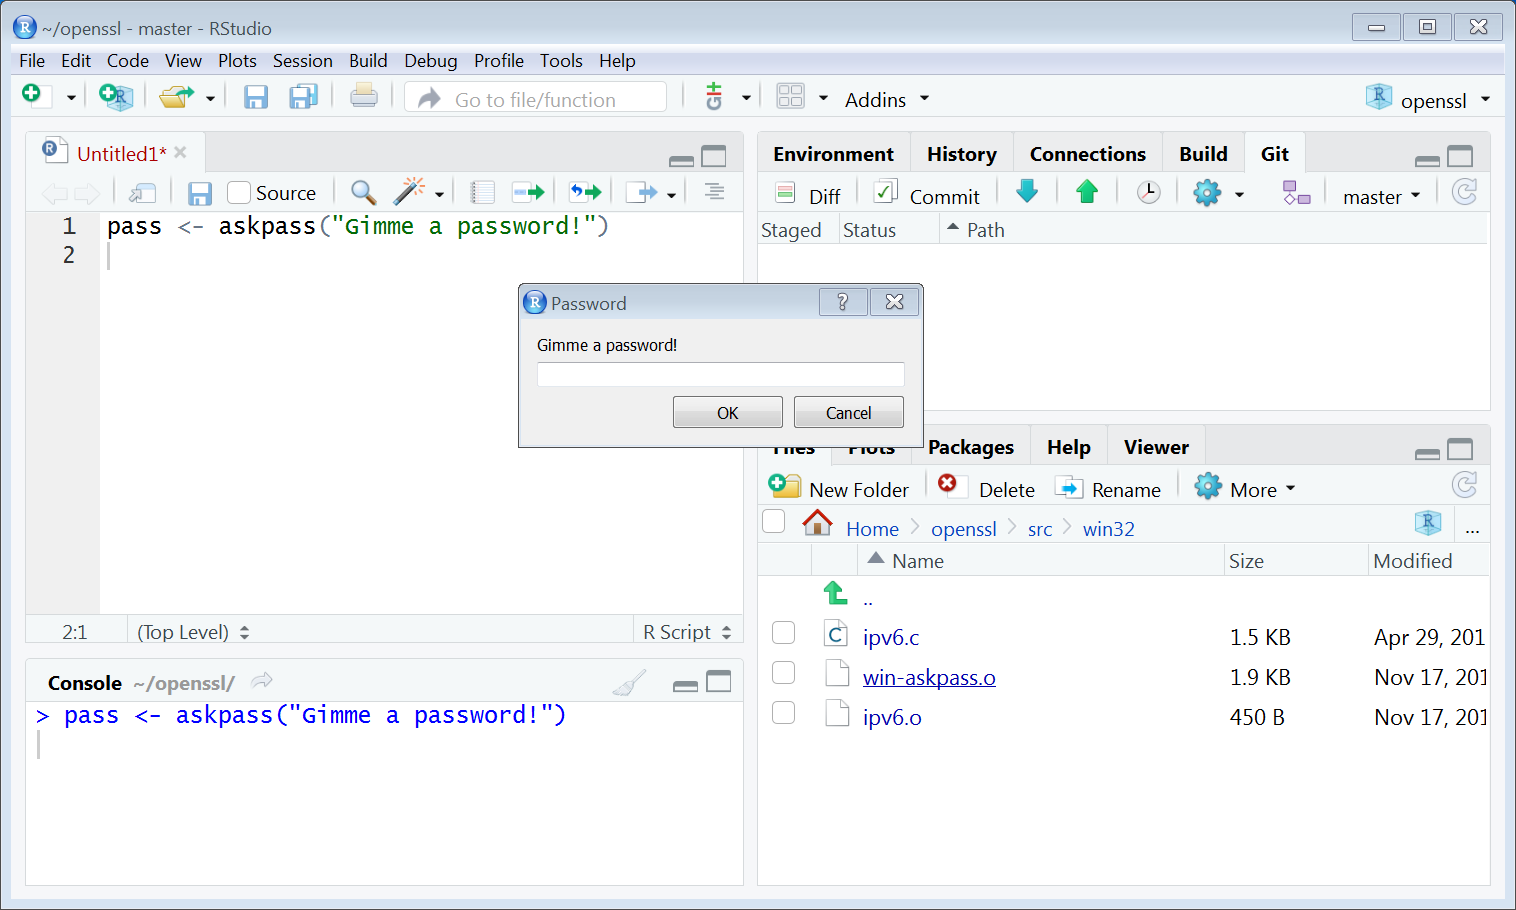 ~/openssl - master - RStudio
File Edit Code View Plots Session Build Debug Profile Tools Help
Go to file/function Git Addins openssl
Untitled1*
Source
1 pass <- askpass("Gimme a password!")
2
2:1 (Top Level) R Script
Console ~/openssl/
> pass <- askpass("Gimme a password!")
Environment History Connections Build Git
Diff Commit master
Staged Status Path
Password
Gimme a password!
OK Cancel
Files Plots Packages Help Viewer
New Folder Delete Rename More
Home openssl src win32 ...
Name Size Modified
..
ipv6.c 1.5 KB Apr 29, 201
win-askpass.o 1.9 KB Nov 17, 201
ipv6.o 450 B Nov 17, 201